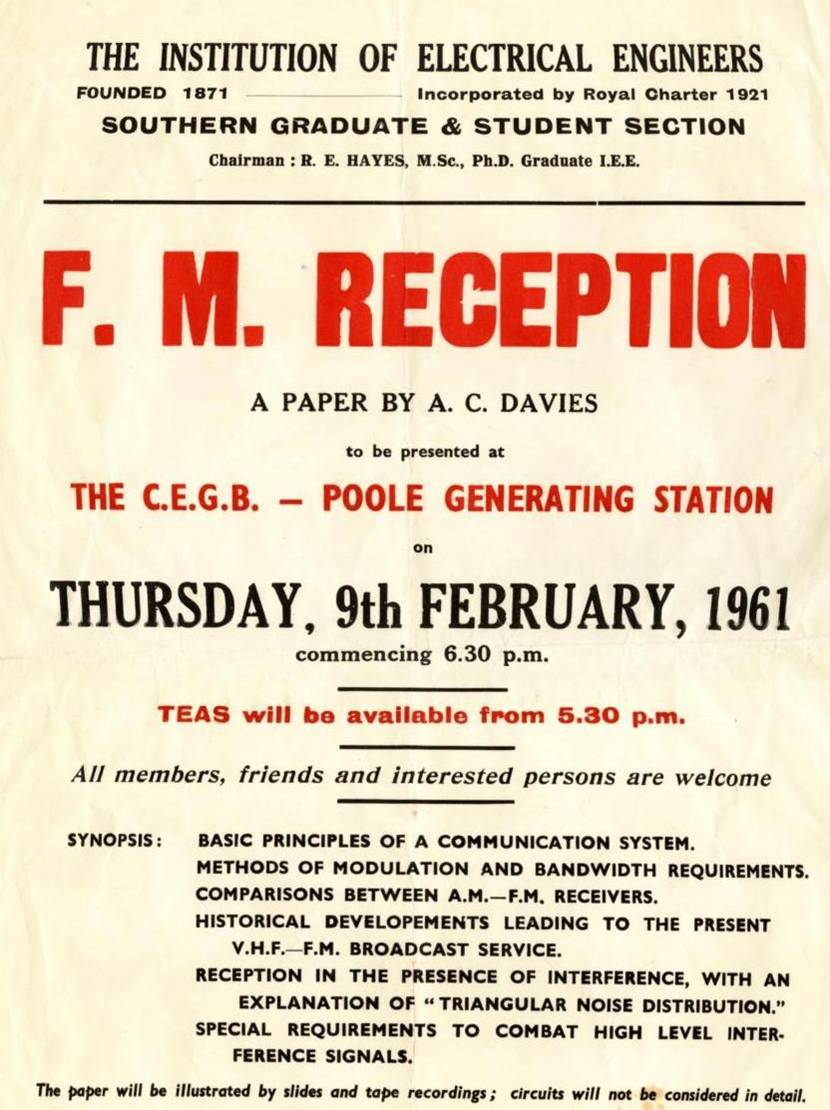 THE INSTITUTION OF ELECTRICAL ENGINEERS
FOUNDED 1871 Incorporated by Royal Charter 1921
SOUTHERN GRADUATE & STUDENT SECTION
Chairman : R. E. HAYES, M.Sc., Ph.D. Graduate I.E.E.
F. M. RECEPTION
A PAPER BY A. C. DAVIES
to be presented at
THE C.E.G.B. – POOLE GENERATING STATION
on
THURSDAY, 9th FEBRUARY, 1961
commencing 6.30 p.m.
TEAS will be available from 5.30 p.m.
All members, friends and interested persons are welcome
SYNOPSIS: BASIC PRINCIPLES OF A COMMUNICATION SYSTEM.
METHODS OF MODULATION AND BANDWIDTH REQUIREMENTS.
COMPARISONS BETWEEN A.M.—F.M. RECEIVERS.
HISTORICAL DEVELOPEMENTS LEADING TO THE PRESENT
V.H.F.—F.M. BROADCAST SERVICE.
RECEPTION IN THE PRESENCE OF INTERFERENCE, WITH AN
EXPLANATION OF “TRIANGULAR NOISE DISTRIBUTION.”
SPECIAL REQUIREMENTS TO COMBAT HIGH LEVEL INTER-
FERENCE SIGNALS.
The paper will be illustrated by slides and tape recordings; circuits will not be considered in detail.